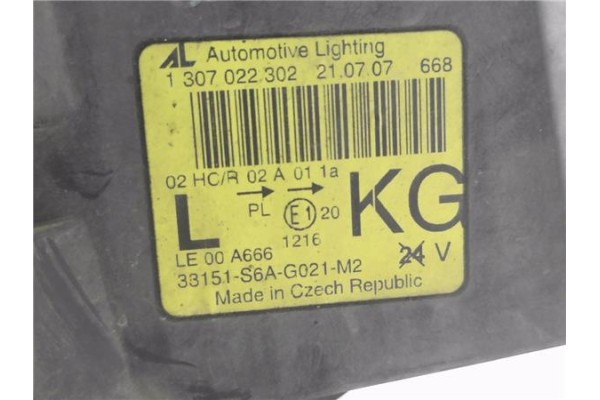 AL Automotive Lighting
1 307 022 302 21.07.07 668
02 HC/R 02 A 01 1a
L → → KG
PL E1 20
1216
LE 00 A666
33151-S6A-G021-M2 24 V
Made in Czech Republic